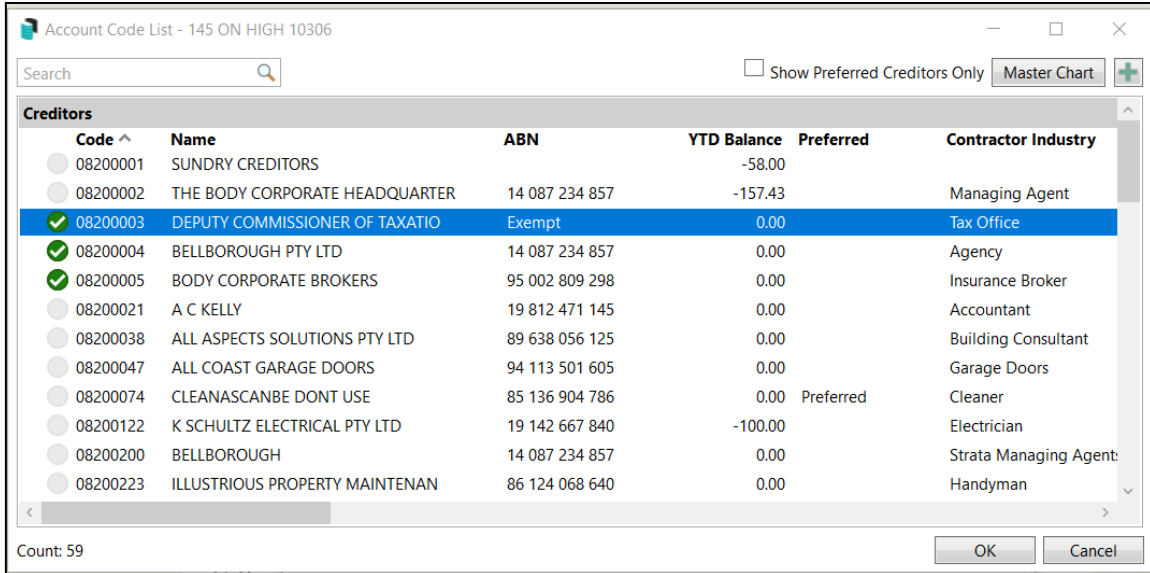 Account Code List - 145 ON HIGH 10306
Search Show Preferred Creditors Only Master Chart
Creditors
Code Name ABN YTD Balance Preferred Contractor Industry
08200001 SUNDRY CREDITORS -58.00
08200002 THE BODY CORPORATE HEADQUARTER 14 087 234 857 -157.43 Managing Agent
08200003 DEPUTY COMMISSIONER OF TAXATIO Exempt 0.00 Tax Office
08200004 BELLBOROUGH PTY LTD 14 087 234 857 0.00 Agency
08200005 BODY CORPORATE BROKERS 95 002 809 298 0.00 Insurance Broker
08200021 A C KELLY 19 812 471 145 0.00 Accountant
08200038 ALL ASPECTS SOLUTIONS PTY LTD 89 638 056 125 0.00 Building Consultant
08200047 ALL COAST GARAGE DOORS 94 113 501 605 0.00 Garage Doors
08200074 CLEANASCANBE DONT USE 85 136 904 786 0.00 Preferred Cleaner
08200122 K SCHULTZ ELECTRICAL PTY LTD 19 142 667 840 -100.00 Electrician
08200200 BELLBOROUGH 14 087 234 857 0.00 Strata Managing Agents
08200223 ILLUSTRIOUS PROPERTY MAINTENAN 86 124 068 640 0.00 Handyman
Count: 59 OK Cancel